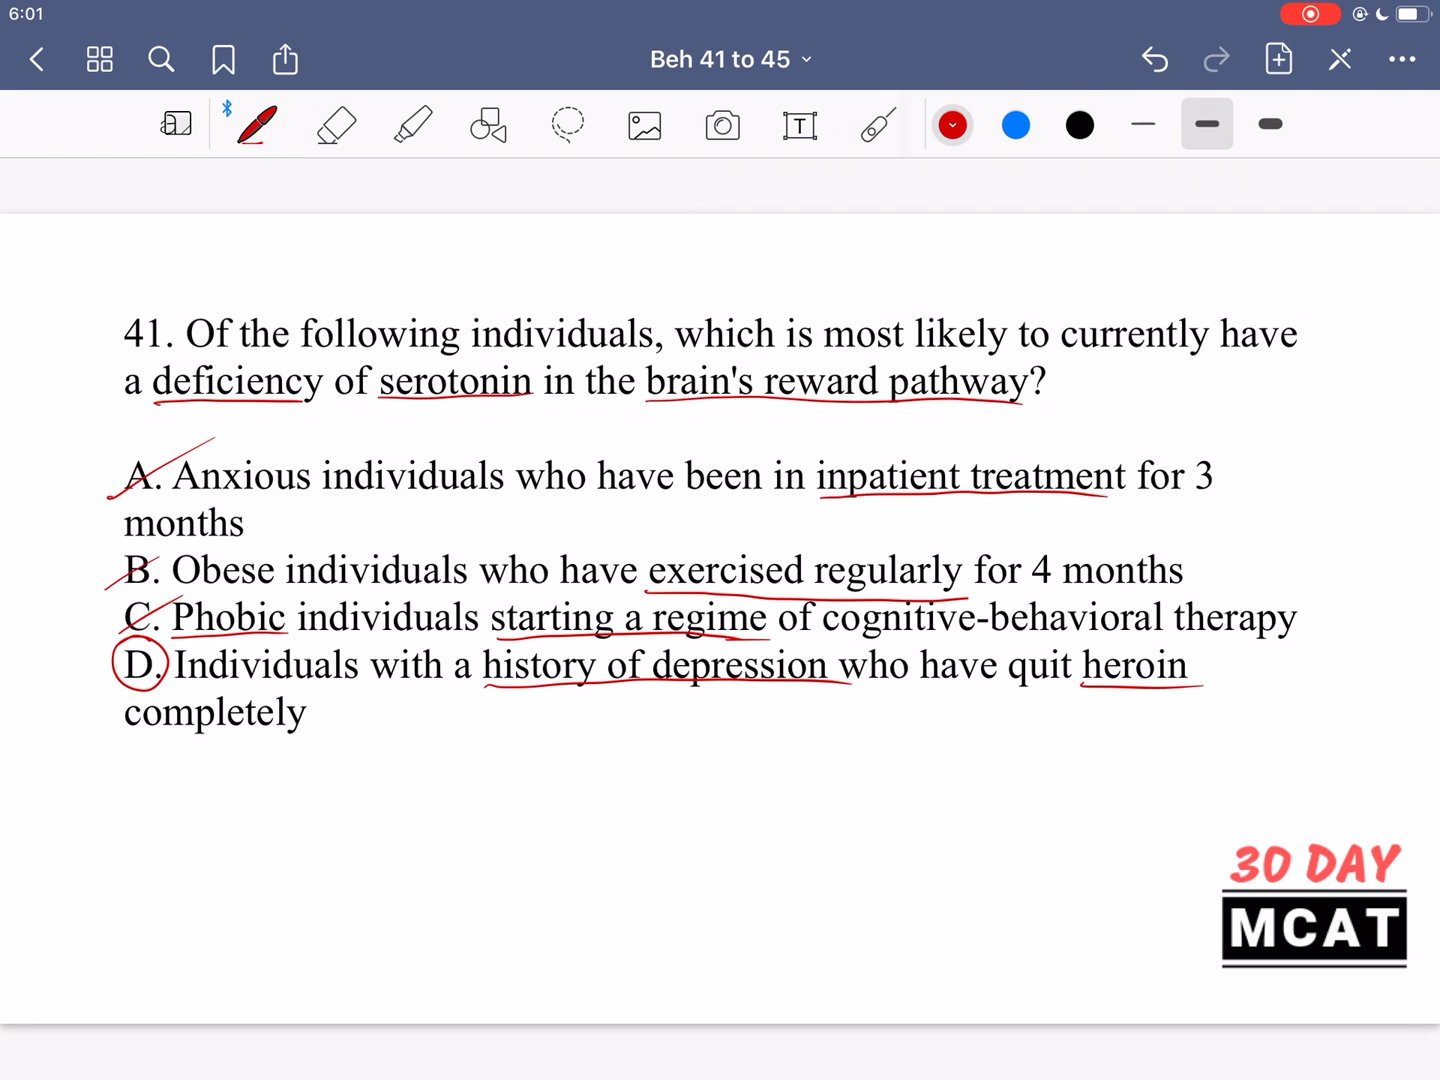 6:01
Beh 41 to 45
41. Of the following individuals, which is most likely to currently have
a deficiency of serotonin in the brain's reward pathway?
A. Anxious individuals who have been in inpatient treatment for 3
months
B. Obese individuals who have exercised regularly for 4 months
C. Phobic individuals starting a regime of cognitive-behavioral therapy
D. Individuals with a history of depression who have quit heroin
completely
30 DAY
MCAT